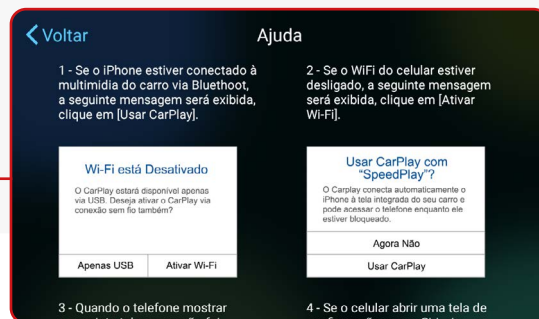 Voltar
Ajuda
1 - Se o iPhone estiver conectado à
multimidia do carro via Bluethoot,
a seguinte mensagem será exibida,
clique em [Usar CarPlay].
Wi-Fi está Desativado
O CarPlay estará disponível apenas
via USB. Deseja ativar o CarPlay via
conexão sem fio também?
Apenas USB
Ativar Wi-Fi
2 - Se o WiFi do celular estiver
desligado, a seguinte mensagem
será exibida, clique em [Ativar
Wi-Fi].
Usar CarPlay com
"SpeedPlay"?
O Carplay conecta automaticamente o
iPhone à tela integrada do seu carro e
pode acessar o telefone enquanto ele
estiver bloqueado.
Agora Não
Usar CarPlay
3 - Quando o telefone mostrar
4 - Se o celular abrir uma tela de